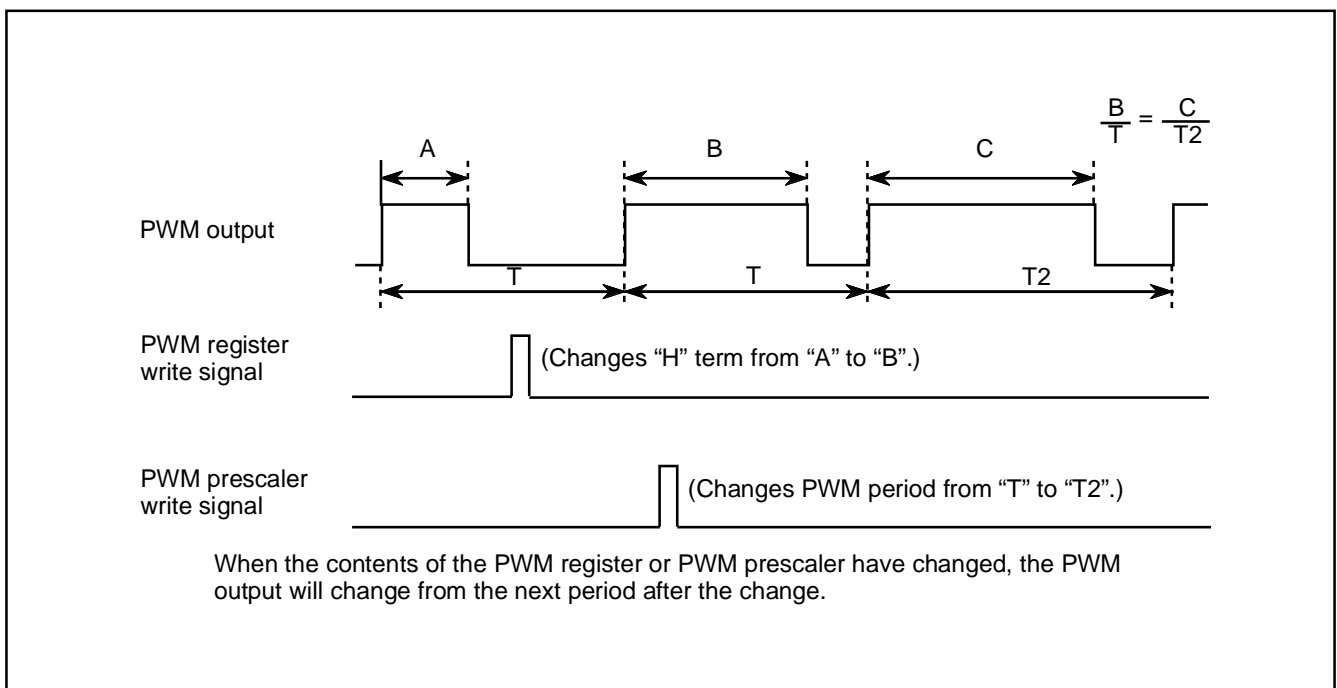 B/T = C/T2
A B C
PWM output
T T T2
PWM register
write signal
(Changes “H” term from “A” to “B”.)
PWM prescaler
write signal
(Changes PWM period from “T” to “T2”.)
When the contents of the PWM register or PWM prescaler have changed, the PWM
output will change from the next period after the change.